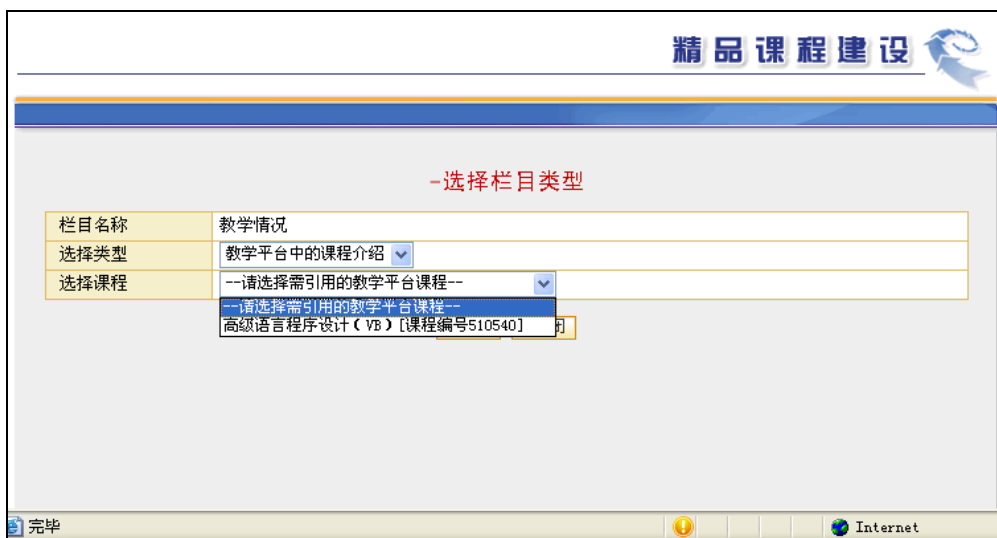 精品课程建设
-选择栏目类型
栏目名称 教学情况
选择类型 教学平台中的课程介绍
选择课程 --请选择需引用的教学平台课程--
--请选择需引用的教学平台课程--
高级语言程序设计（VB）[课程编号510540]
完毕 Internet